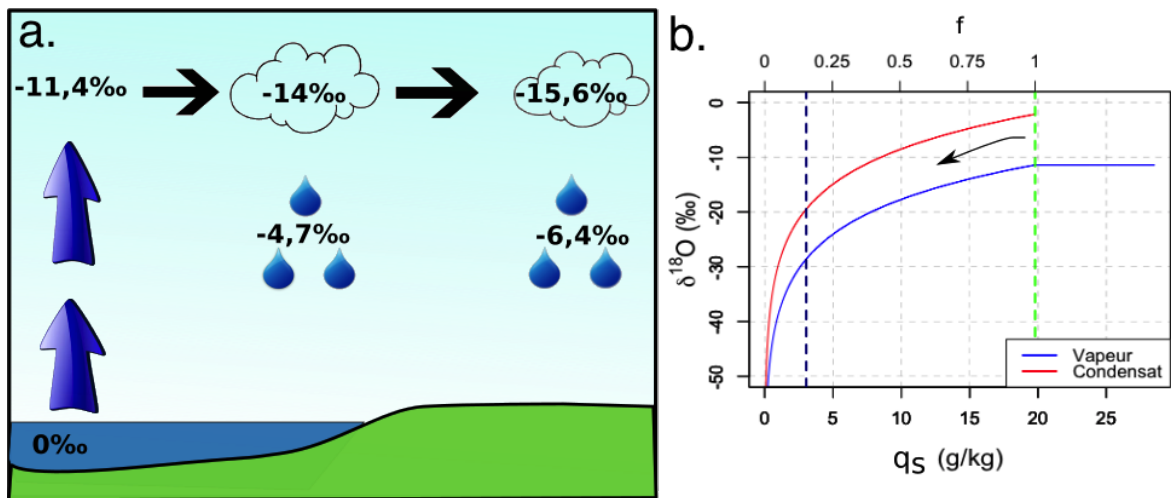 a.
-11,4‰
-14‰
-15,6‰
-4,7‰
-6,4‰
0‰
b.
f
0 0.25 0.5 0.75 1
δ18O (‰)
0
-10
-20
-30
-40
-50
Vapeur
Condensat
0 5 10 15 20 25
qs (g/kg)